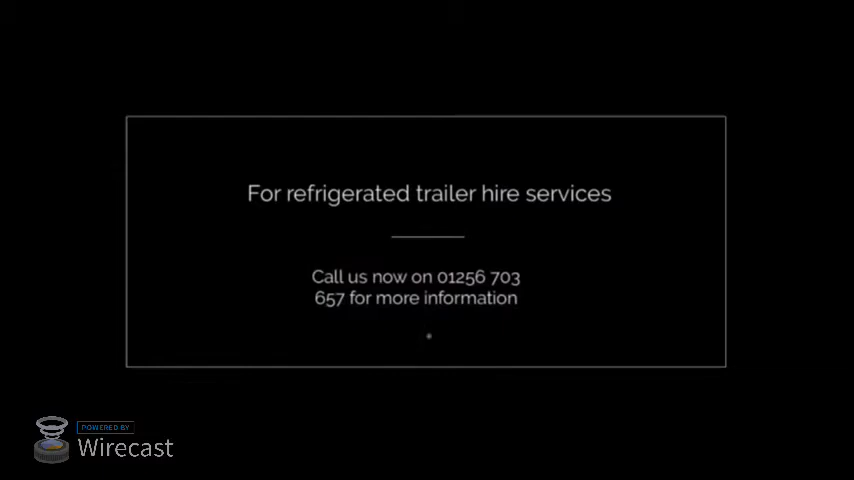 For refrigerated trailer hire services
Call us now on 01256 703
657 for more information
POWERED BY
Wirecast